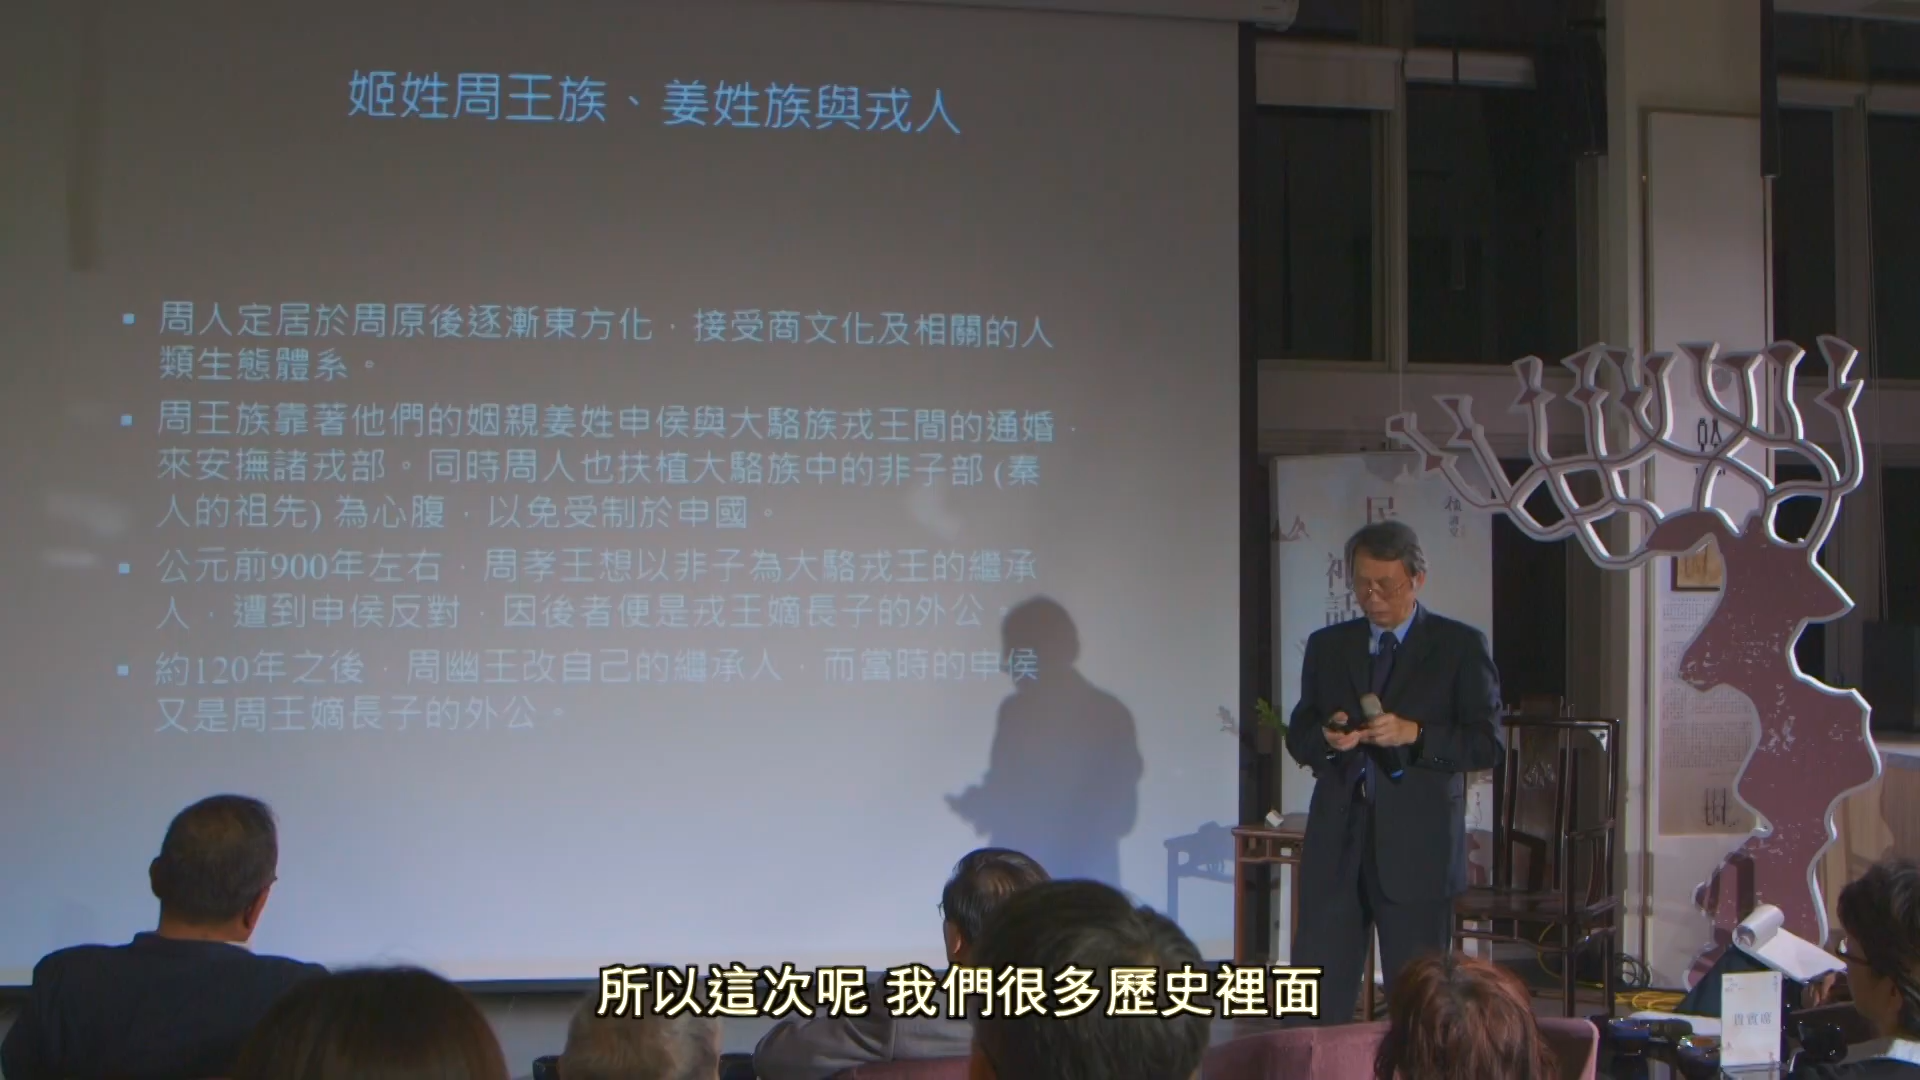 姬姓周王族、姜姓族與戎人
▪ 周人定居於周原後逐漸東方化，接受商文化及相關的人
類生態體系。
▪ 周王族靠著他們的姻親姜姓申侯與大駱族戎王間的通婚，
來安撫諸戎部。同時周人也扶植大駱族中的非子部 (秦
人的祖先) 為心腹，以免受制於申國。
▪ 公元前900年左右，周孝王想以非子為大駱戎王的繼承
人，遭到申侯反對，因後者便是戎王嫡長子的外公。
▪ 約120年之後，周幽王改自己的繼承人，而當時的申侯
又是周王嫡長子的外公。
民
神話
貴賓席
所以這次呢 我們很多歷史裡面